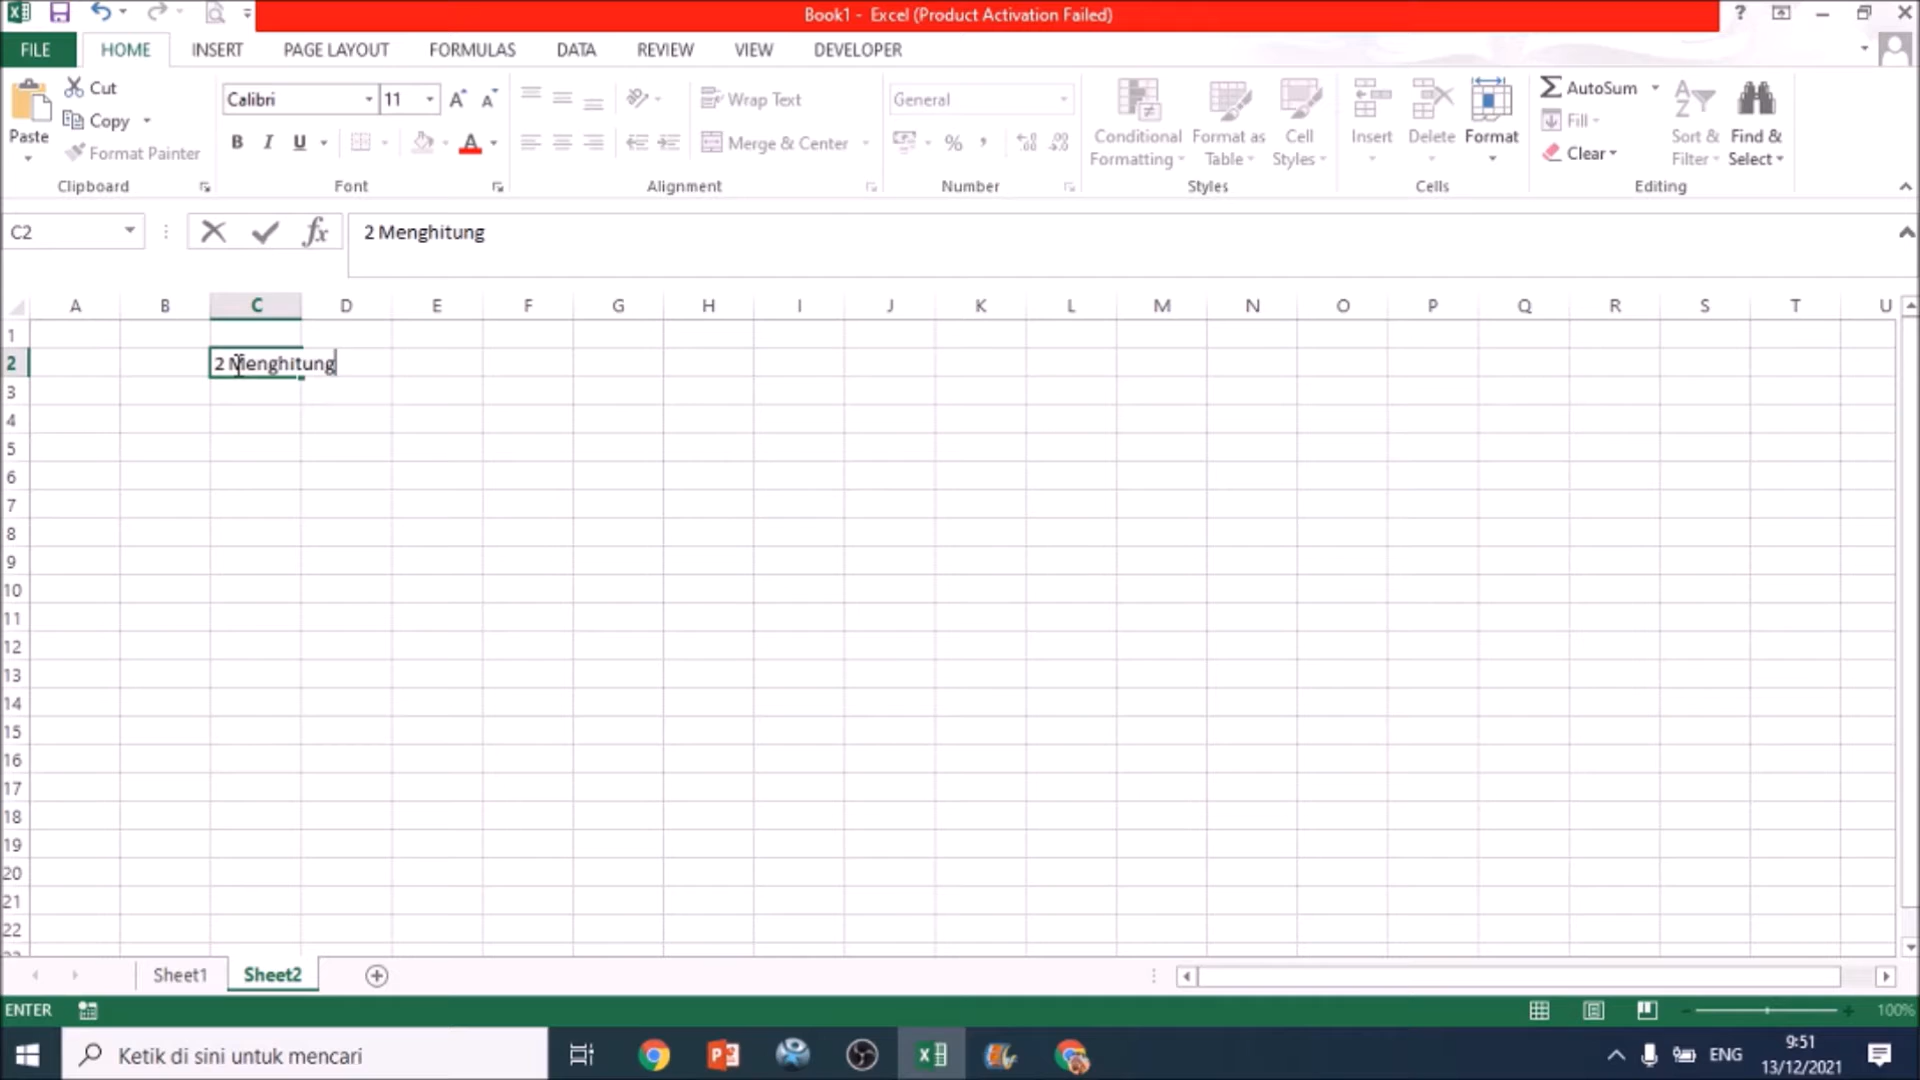 Book1 - Excel (Product Activation Failed)
FILE HOME INSERT PAGE LAYOUT FORMULAS DATA REVIEW VIEW DEVELOPER
Paste Cut Copy Format Painter
Calibri 11
B I U
Wrap Text
Merge & Center
General
%
Conditional Formatting
Format as Table
Cell Styles
Insert Delete Format
AutoSum
Fill
Clear
Sort & Filter
Find & Select
Clipboard Font Alignment Number Styles Cells Editing
C2 fx 2 Menghitung
A B C D E F G H I J K L M N O P Q R S T U
1
2 2 Menghitung
3
4
5
6
7
8
9
10
11
12
13
14
15
16
17
18
19
20
21
22
Sheet1 Sheet2
ENTER 100%
Ketik di sini untuk mencari
ENG
9:51
13/12/2021